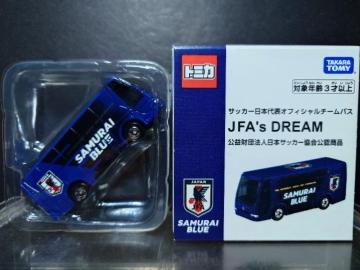 トミカ
TAKARA
TOMY
対象年齢3才以上
サッカー日本代表オフィシャルチームバス
JFA's DREAM
公益財団法人日本サッカー協会公認商品
SAMURAI
BLUE
SAMURAI
BLUE
JAPAN
SAMURAI
BLUE